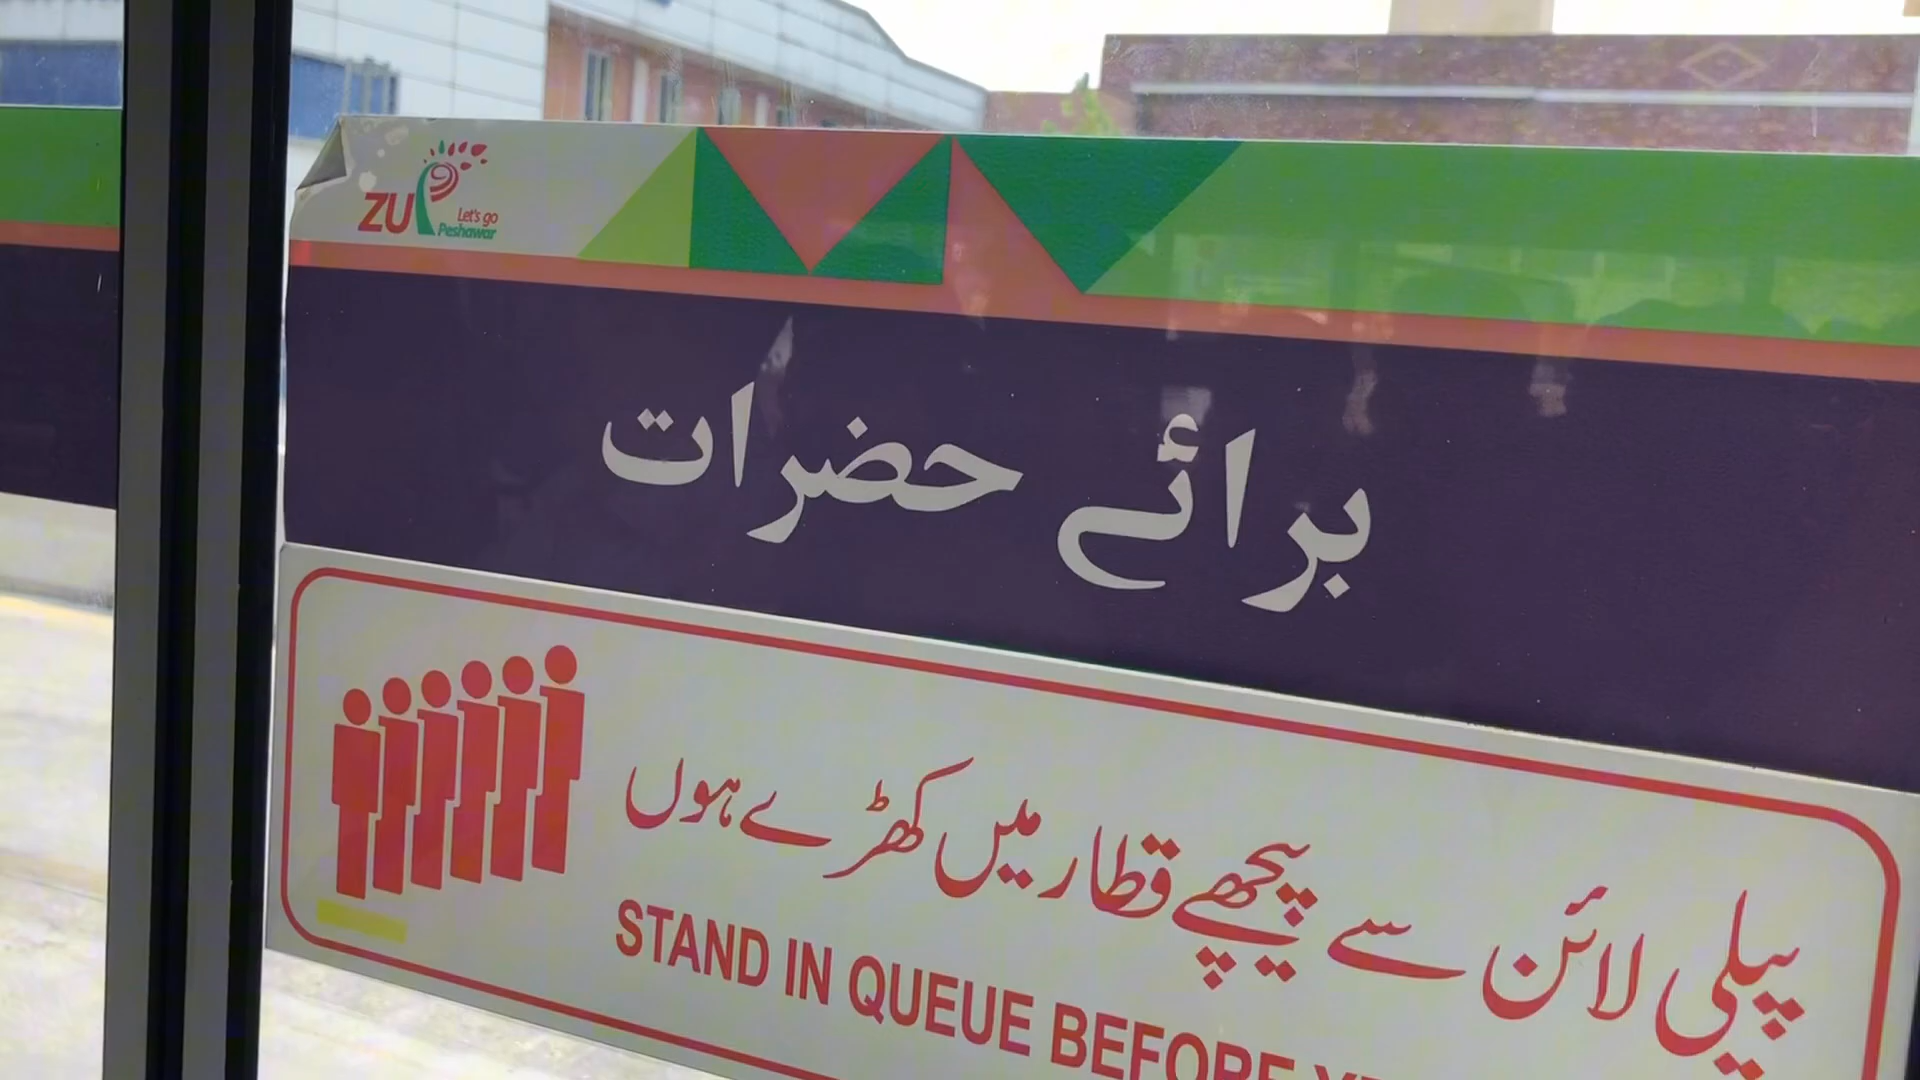 ZU
Let's go
Peshawar
برائے حضرات
پیلی لائن سے پیچھے قطار میں کھڑے ہوں
STAND IN QUEUE BEFORE